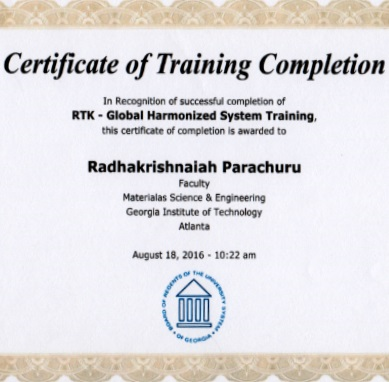 Certificate of Training Completion
In Recognition of successful completion of
RTK - Global Harmonized System Training,
this certificate of completion is awarded to
Radhakrishnaiah Parachuru
Faculty
Materialas Science & Engineering
Georgia Institute of Technology
Atlanta
August 18, 2016 - 10:22 am
BOARD OF REGENTS OF THE UNIVERSITY SYSTEM • OF GEORGIA •